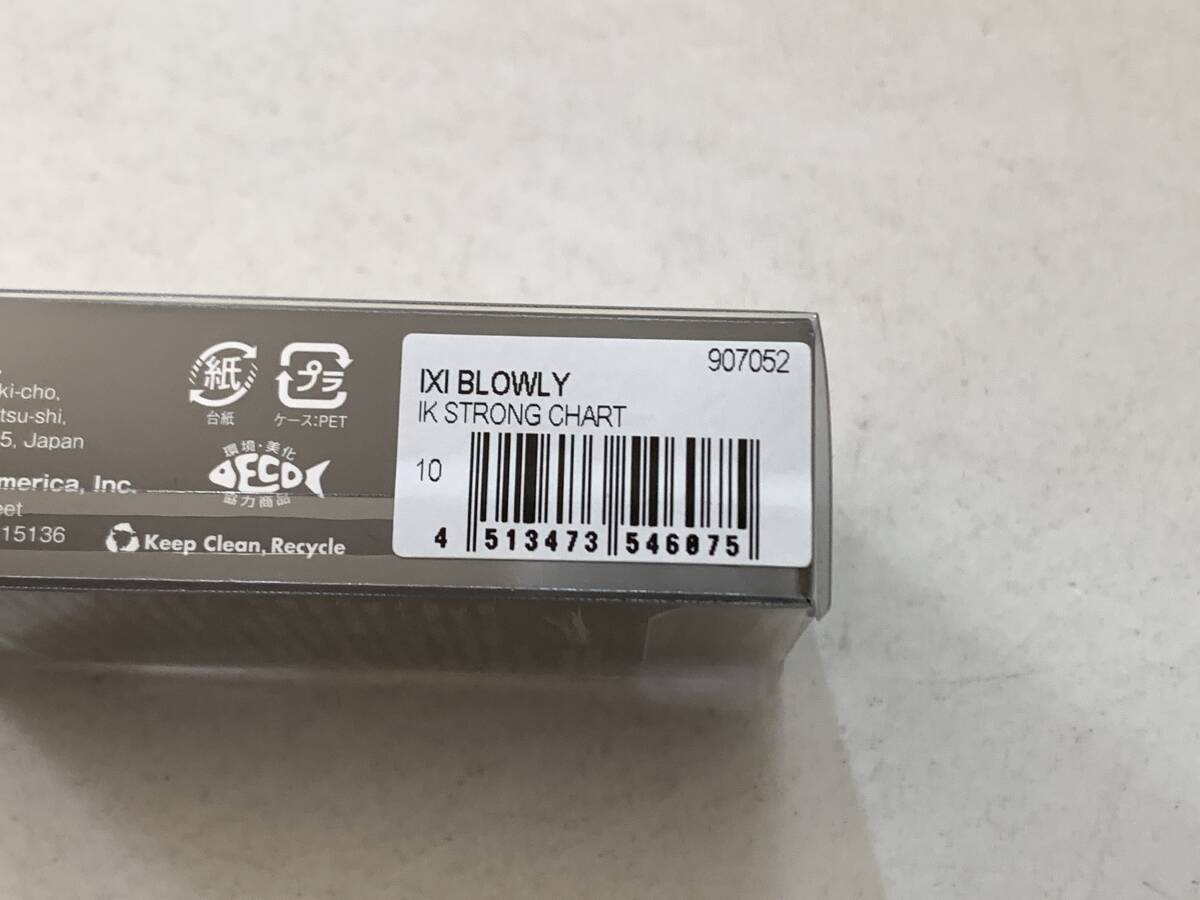 ki-cho,
tsu-shi,
5, Japan
merica, Inc.
eet
15136
紙
台紙
プラ
ケース:PET
環境・美化
ECO
協力商品
Keep Clean, Recycle
907052
IXI BLOWLY
IK STRONG CHART
10
4 513473 546075